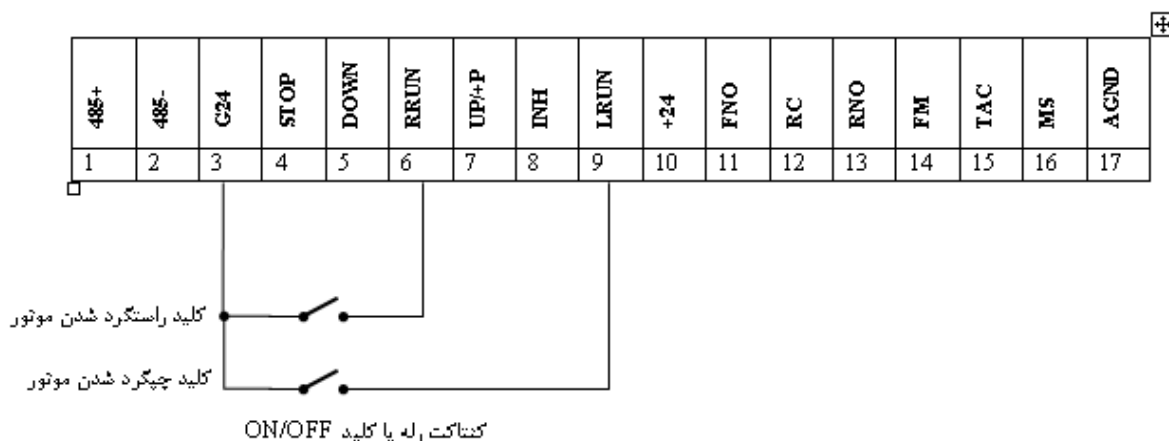 485+ 485- G24 STOP DOWN RRUN UP/+P INH LRUN +24 FNO RC RNO FM TAC MS AGND
1 2 3 4 5 6 7 8 9 10 11 12 13 14 15 16 17
کلید راستگرد شدن موتور
کلید چپگرد شدن موتور
کنتاکت رله یا کلید ON/OFF